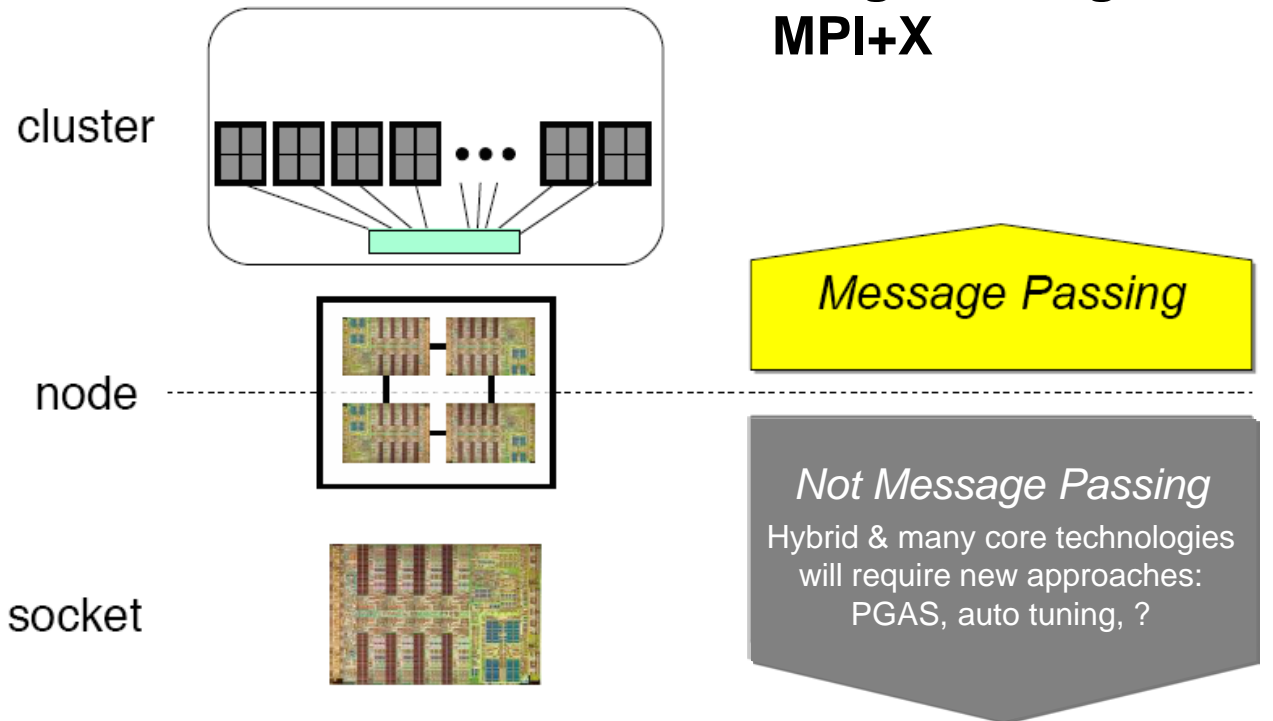 MPI+X
cluster
Message Passing
node
Not Message Passing
Hybrid & many core technologies
will require new approaches:
PGAS, auto tuning, ?
socket